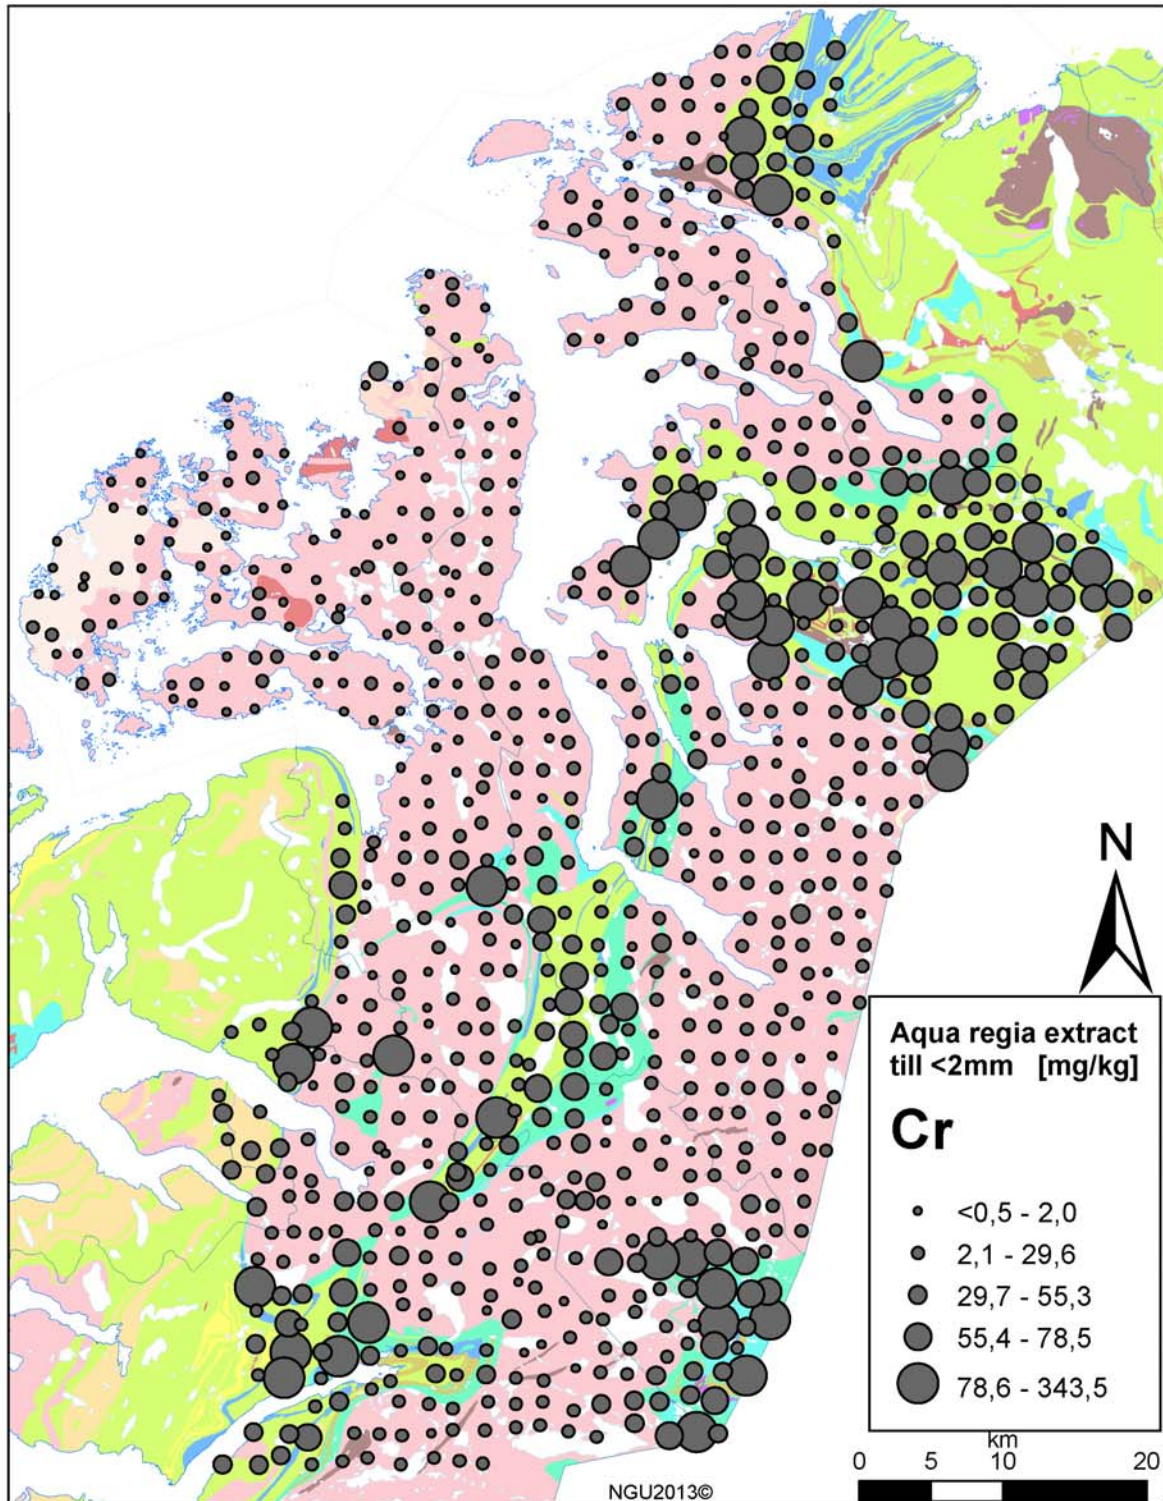 N
Aqua regia extract
till <2mm [mg/kg]
Cr
<0,5 - 2,0
2,1 - 29,6
29,7 - 55,3
55,4 - 78,5
78,6 - 343,5
km
0 5 10 20
NGU2013©